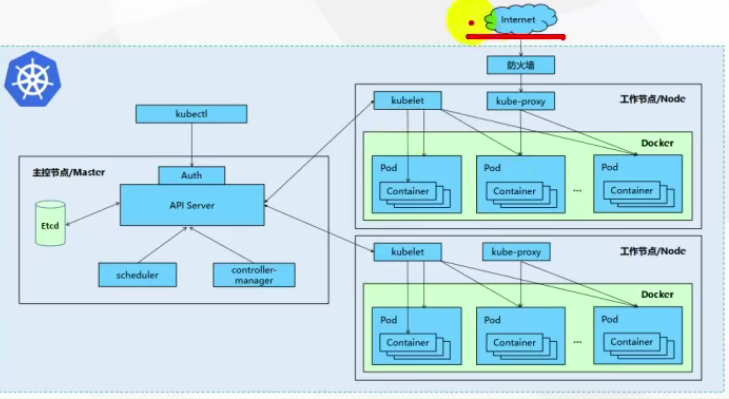 Internet
防火墙
kubelet
kube-proxy
工作节点/Node
kubectl
Docker
主控节点/Master
Auth
Pod
Pod
Pod
Container
Container
...
Container
API Server
Etcd
kubelet
kube-proxy
工作节点/Node
scheduler
controller-
manager
Docker
Pod
Pod
Pod
Container
Container
...
Container